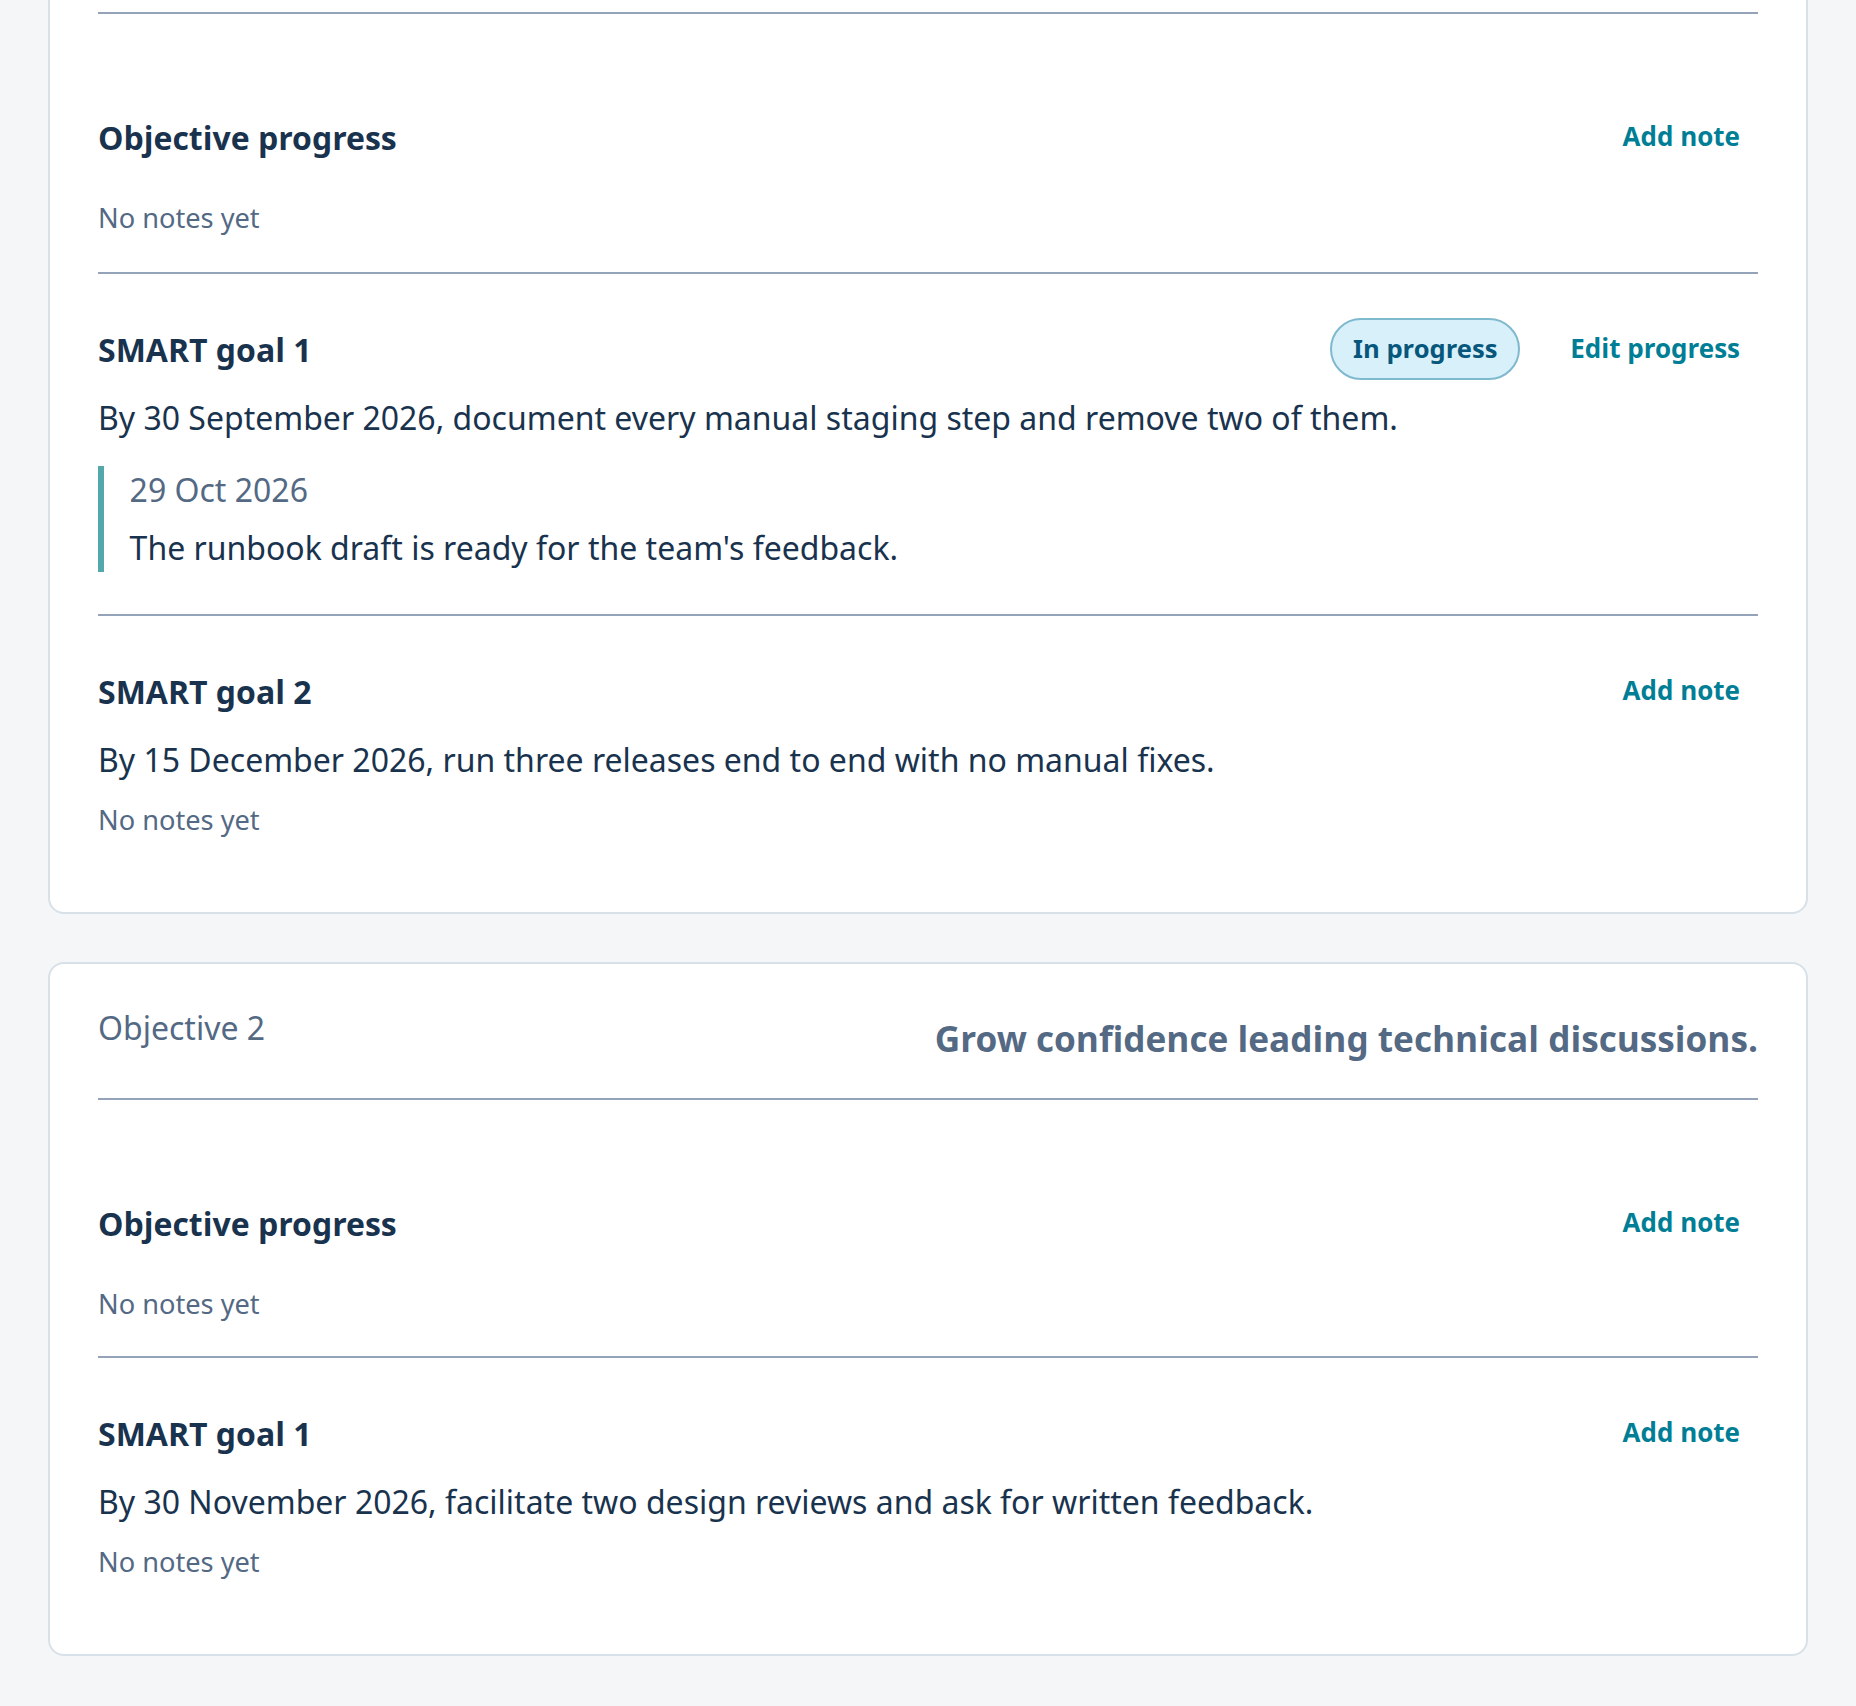 Objective progress
Add note
No notes yet
SMART goal 1
In progress
Edit progress
By 30 September 2026, document every manual staging step and remove two of them.
29 Oct 2026
The runbook draft is ready for the team's feedback.
SMART goal 2
Add note
By 15 December 2026, run three releases end to end with no manual fixes.
No notes yet
Objective 2
Grow confidence leading technical discussions.
Objective progress
Add note
No notes yet
SMART goal 1
Add note
By 30 November 2026, facilitate two design reviews and ask for written feedback.
No notes yet